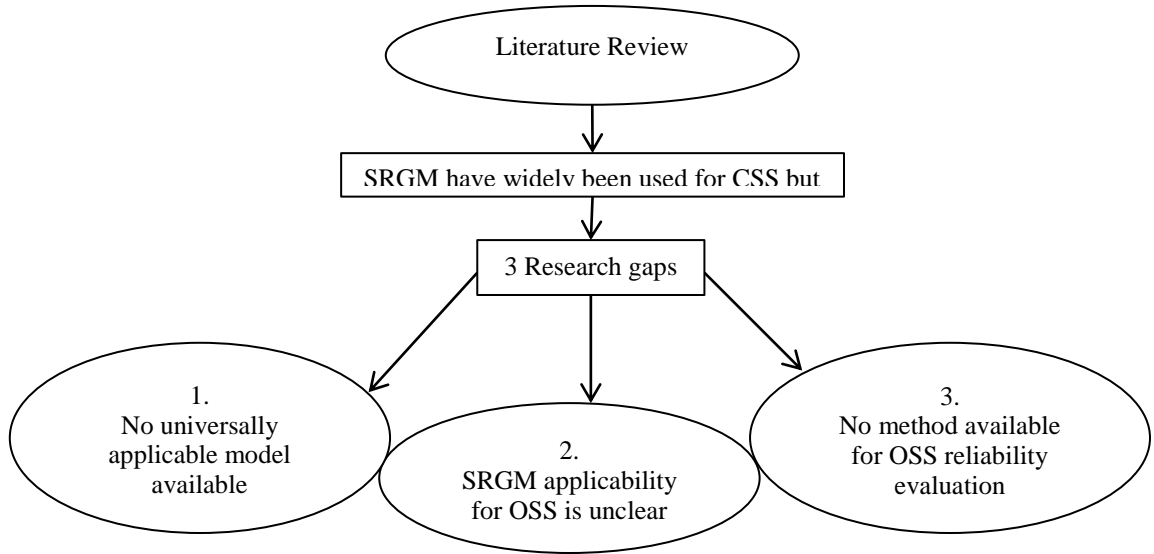 Literature Review
SRGM have widely been used for CSS but
3 Research gaps
1.
No universally
applicable model
available
2.
SRGM applicability
for OSS is unclear
3.
No method available
for OSS reliability
evaluation